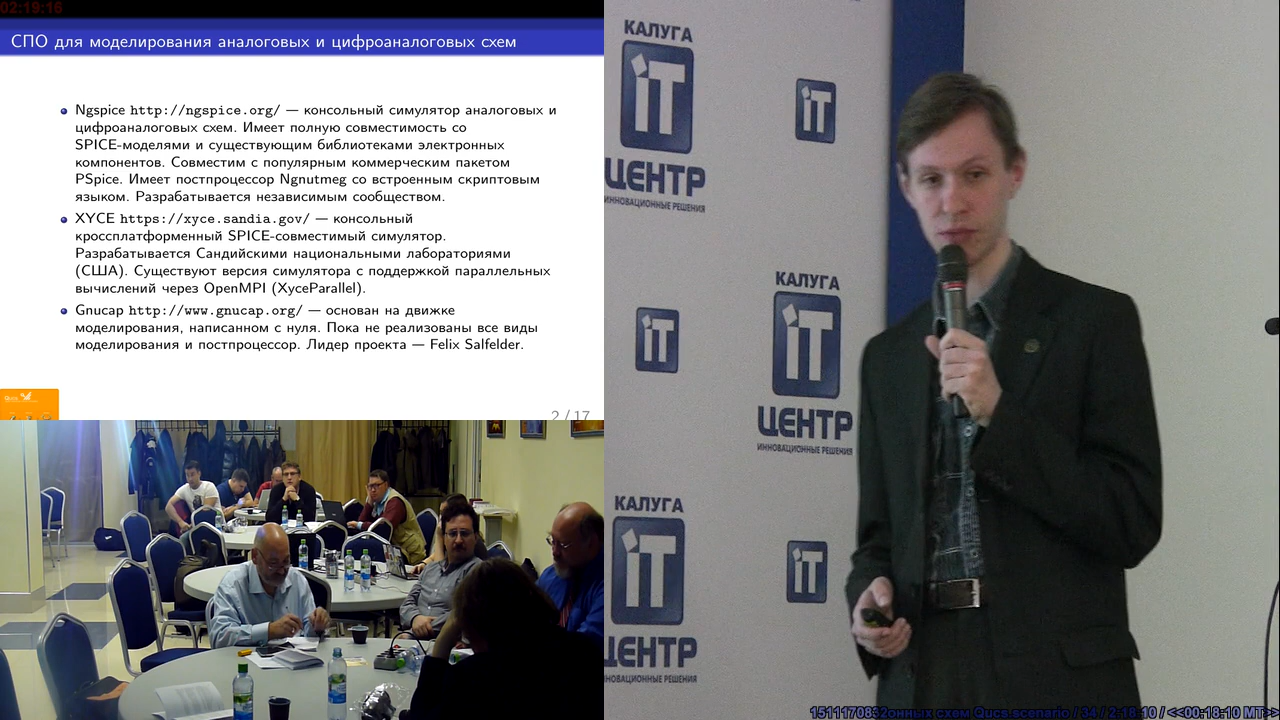 02:19:16
СПО для моделирования аналоговых и цифроаналоговых схем
Ngspice http://ngspice.org/ — консольный симулятор аналоговых и
цифроаналоговых схем. Имеет полную совместимость со
SPICE-моделями и существующим библиотеками электронных
компонентов. Совместим с популярным коммерческим пакетом
PSpice. Имеет постпроцессор Ngnutmeg со встроенным скриптовым
языком. Разрабатывается независимым сообществом.
XYCE https://xyce.sandia.gov/ — консольный
кроссплатформенный SPICE-совместимый симулятор.
Разрабатывается Сандийскими национальными лабораториями
(США). Существуют версия симулятора с поддержкой параллельных
вычислений через OpenMPI (XyceParallel).
Gnucap http://www.gnucap.org/ — основан на движке
моделирования, написанном с нуля. Пока не реализованы все виды
моделирования и постпроцессор. Лидер проекта — Felix Salfelder.
Qucs
2 / 17
КАЛУГА
iT
ЦЕНТР
ИННОВАЦИОННЫЕ РЕШЕНИЯ
iT
КАЛУГА
iT
ЦЕНТР
ИННОВАЦИОННЫЕ РЕШЕНИЯ
iT
КАЛУГА
iT
ЦЕНТР
ИННОВАЦИОННЫЕ РЕШЕНИЯ
iT
схем Qucs.scenario / 34 / 2:18:10 / <<00:18:10 MT>>